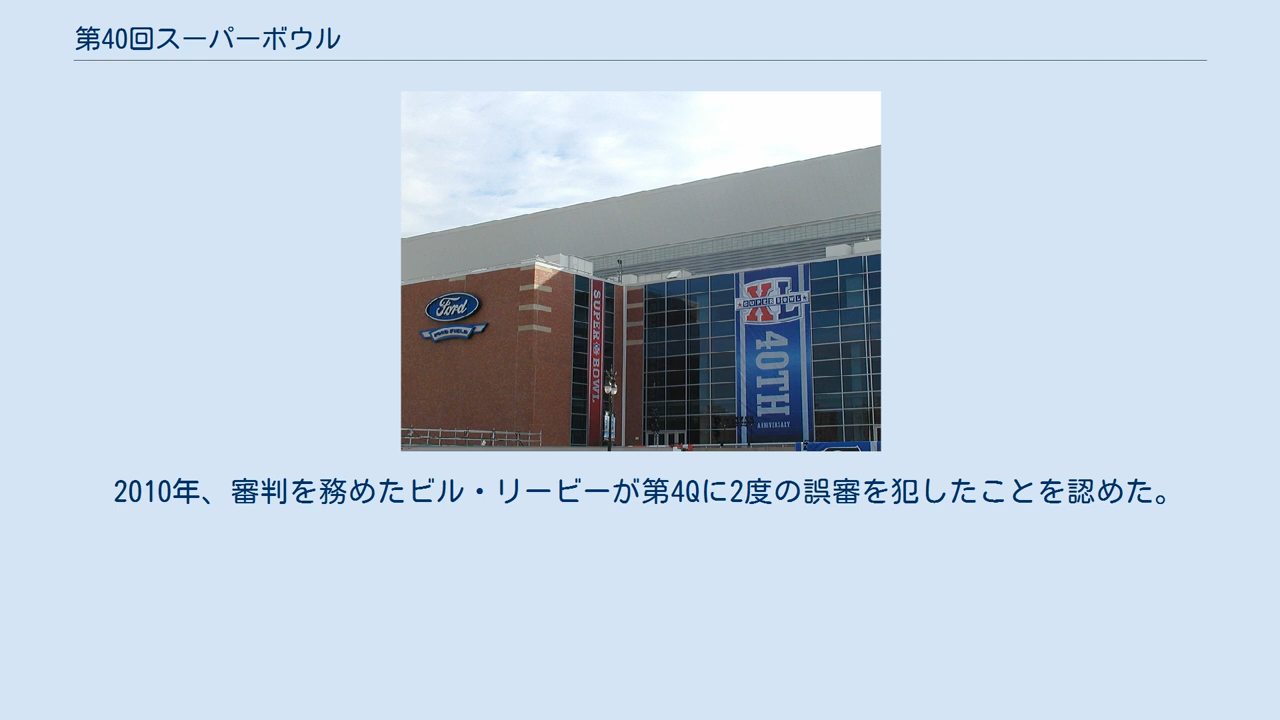 第40回スーパーボウル
Ford
FORD FIELD
SUPER BOWL
XL
SUPER BOWL
40TH
2010年、審判を務めたビル・リービーが第4Qに2度の誤審を犯したことを認めた。